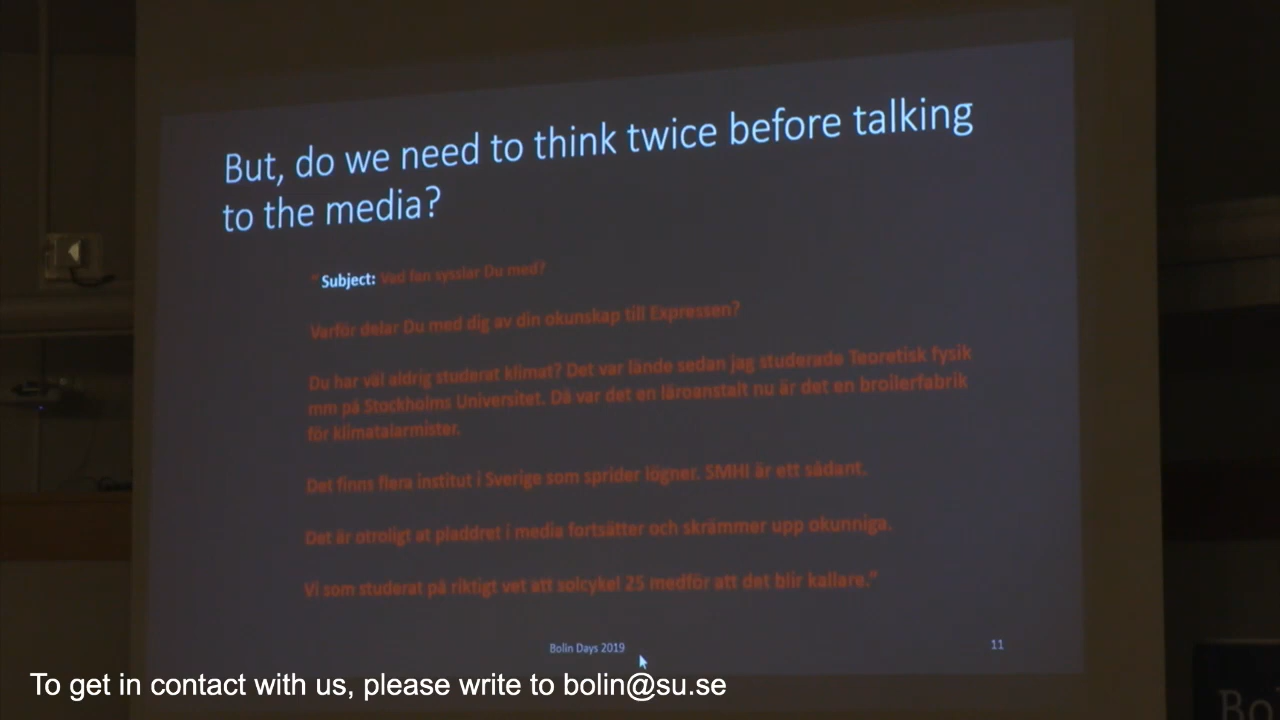 But, do we need to think twice before talking
to the media?
” Subject: Vad fan sysslar Du med?
Varför delar Du med dig av din okunskap till Expressen?
Du har väl aldrig studerat klimat? Det var lände sedan jag studerade Teoretisk fysik
mm på Stockholms Universitet. Då var det en läroanstalt nu är det en broilerfabrik
för klimatalarmister.
Det finns flera institut i Sverige som sprider lögner. SMHI är ett sådant.
Det är otroligt at pladdret i media fortsätter och skrämmer upp okunniga.
Vi som studerat på riktigt vet att solcykel 25 medför att det blir kallare.”
Bolin Days 2019
11
To get in contact with us, please write to bolin@su.se
Bo